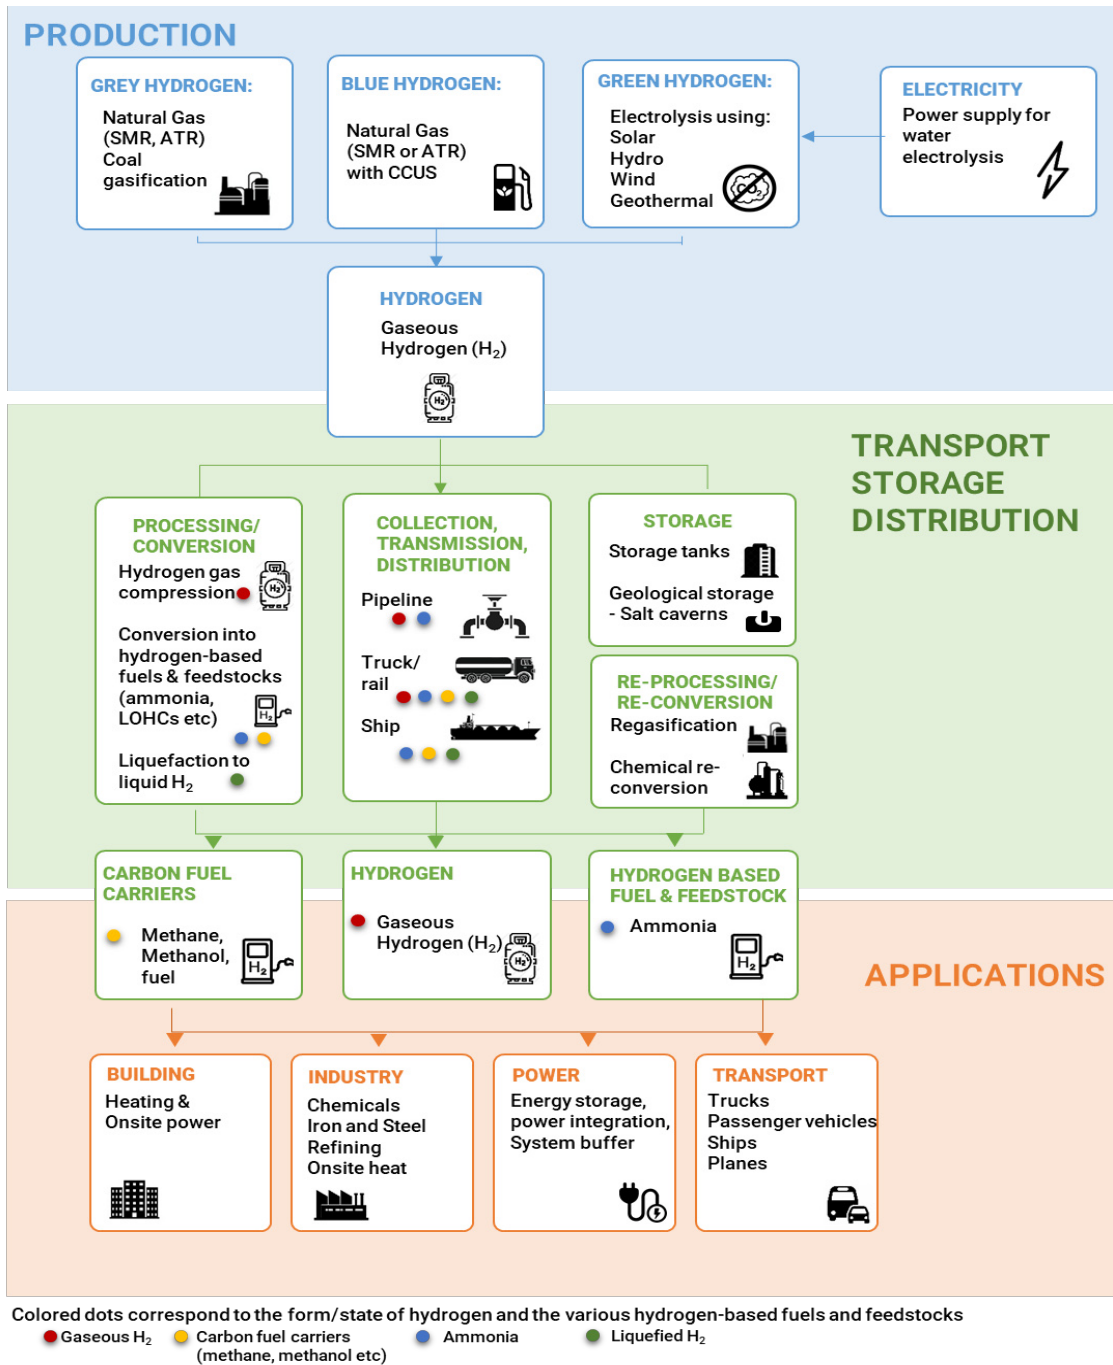 PRODUCTION
GREY HYDROGEN:
Natural Gas
(SMR, ATR)
Coal
gasification
BLUE HYDROGEN:
Natural Gas
(SMR or ATR)
with CCUS
GREEN HYDROGEN:
Electrolysis using:
Solar
Hydro
Wind
Geothermal
CO₂
ELECTRICITY
Power supply for
water
electrolysis
HYDROGEN
Gaseous
Hydrogen (H₂)
H₂
TRANSPORT
STORAGE
DISTRIBUTION
PROCESSING/
CONVERSION
Hydrogen gas
compression
H₂
Conversion into
hydrogen-based
fuels & feedstocks
(ammonia,
LOHCs etc)
H₂
Liquefaction to
liquid H₂
COLLECTION,
TRANSMISSION,
DISTRIBUTION
Pipeline
Truck/
rail
Ship
STORAGE
Storage tanks
Geological storage
- Salt caverns
RE-PROCESSING/
RE-CONVERSION
Regasification
Chemical re-
conversion
CARBON FUEL
CARRIERS
Methane,
Methanol,
fuel
H₂
HYDROGEN
Gaseous
Hydrogen (H₂)
H₂
HYDROGEN BASED
FUEL & FEEDSTOCK
Ammonia
H₂
APPLICATIONS
BUILDING
Heating &
Onsite power
INDUSTRY
Chemicals
Iron and Steel
Refining
Onsite heat
POWER
Energy storage,
power integration,
System buffer
TRANSPORT
Trucks
Passenger vehicles
Ships
Planes
Colored dots correspond to the form/state of hydrogen and the various hydrogen-based fuels and feedstocks
Gaseous H₂
Carbon fuel carriers
(methane, methanol etc)
Ammonia
Liquefied H₂